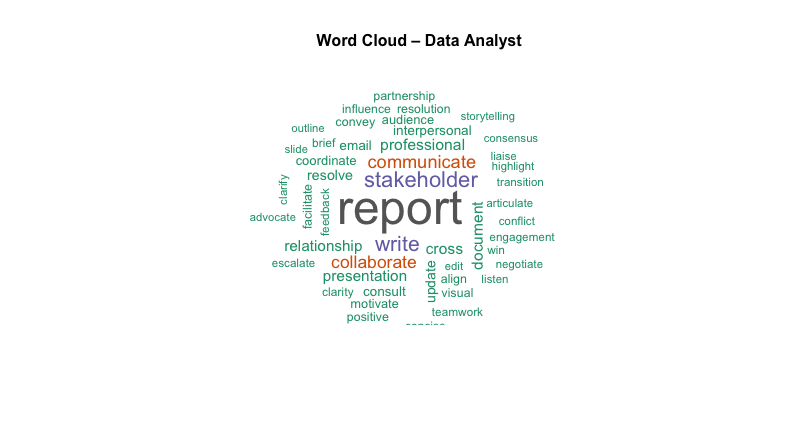 Word Cloud – Data Analyst
partnership
influence resolution
storytelling
convey audience
outline
interpersonal
consensus
slide brief email professional
liaise
coordinate communicate
highlight
resolve stakeholder
transition
clarify
facilitate
feedback
report
articulate
advocate
conflict
document
engagement
relationship write cross
win
escalate collaborate
edit
negotiate
presentation
update
align
listen
clarity consult
visual
motivate
teamwork
positive